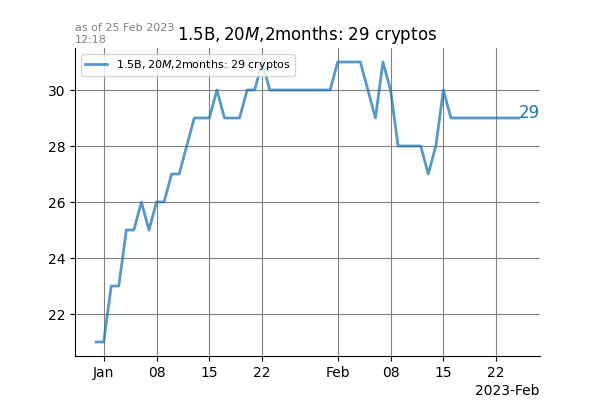 as of 25 Feb 2023
12:18
1.5B, 20M,2months: 29 cryptos
1.5B, 20M,2months: 29 cryptos
30
28
26
24
22
29
Jan 08 15 22 Feb 08 15 22
2023-Feb